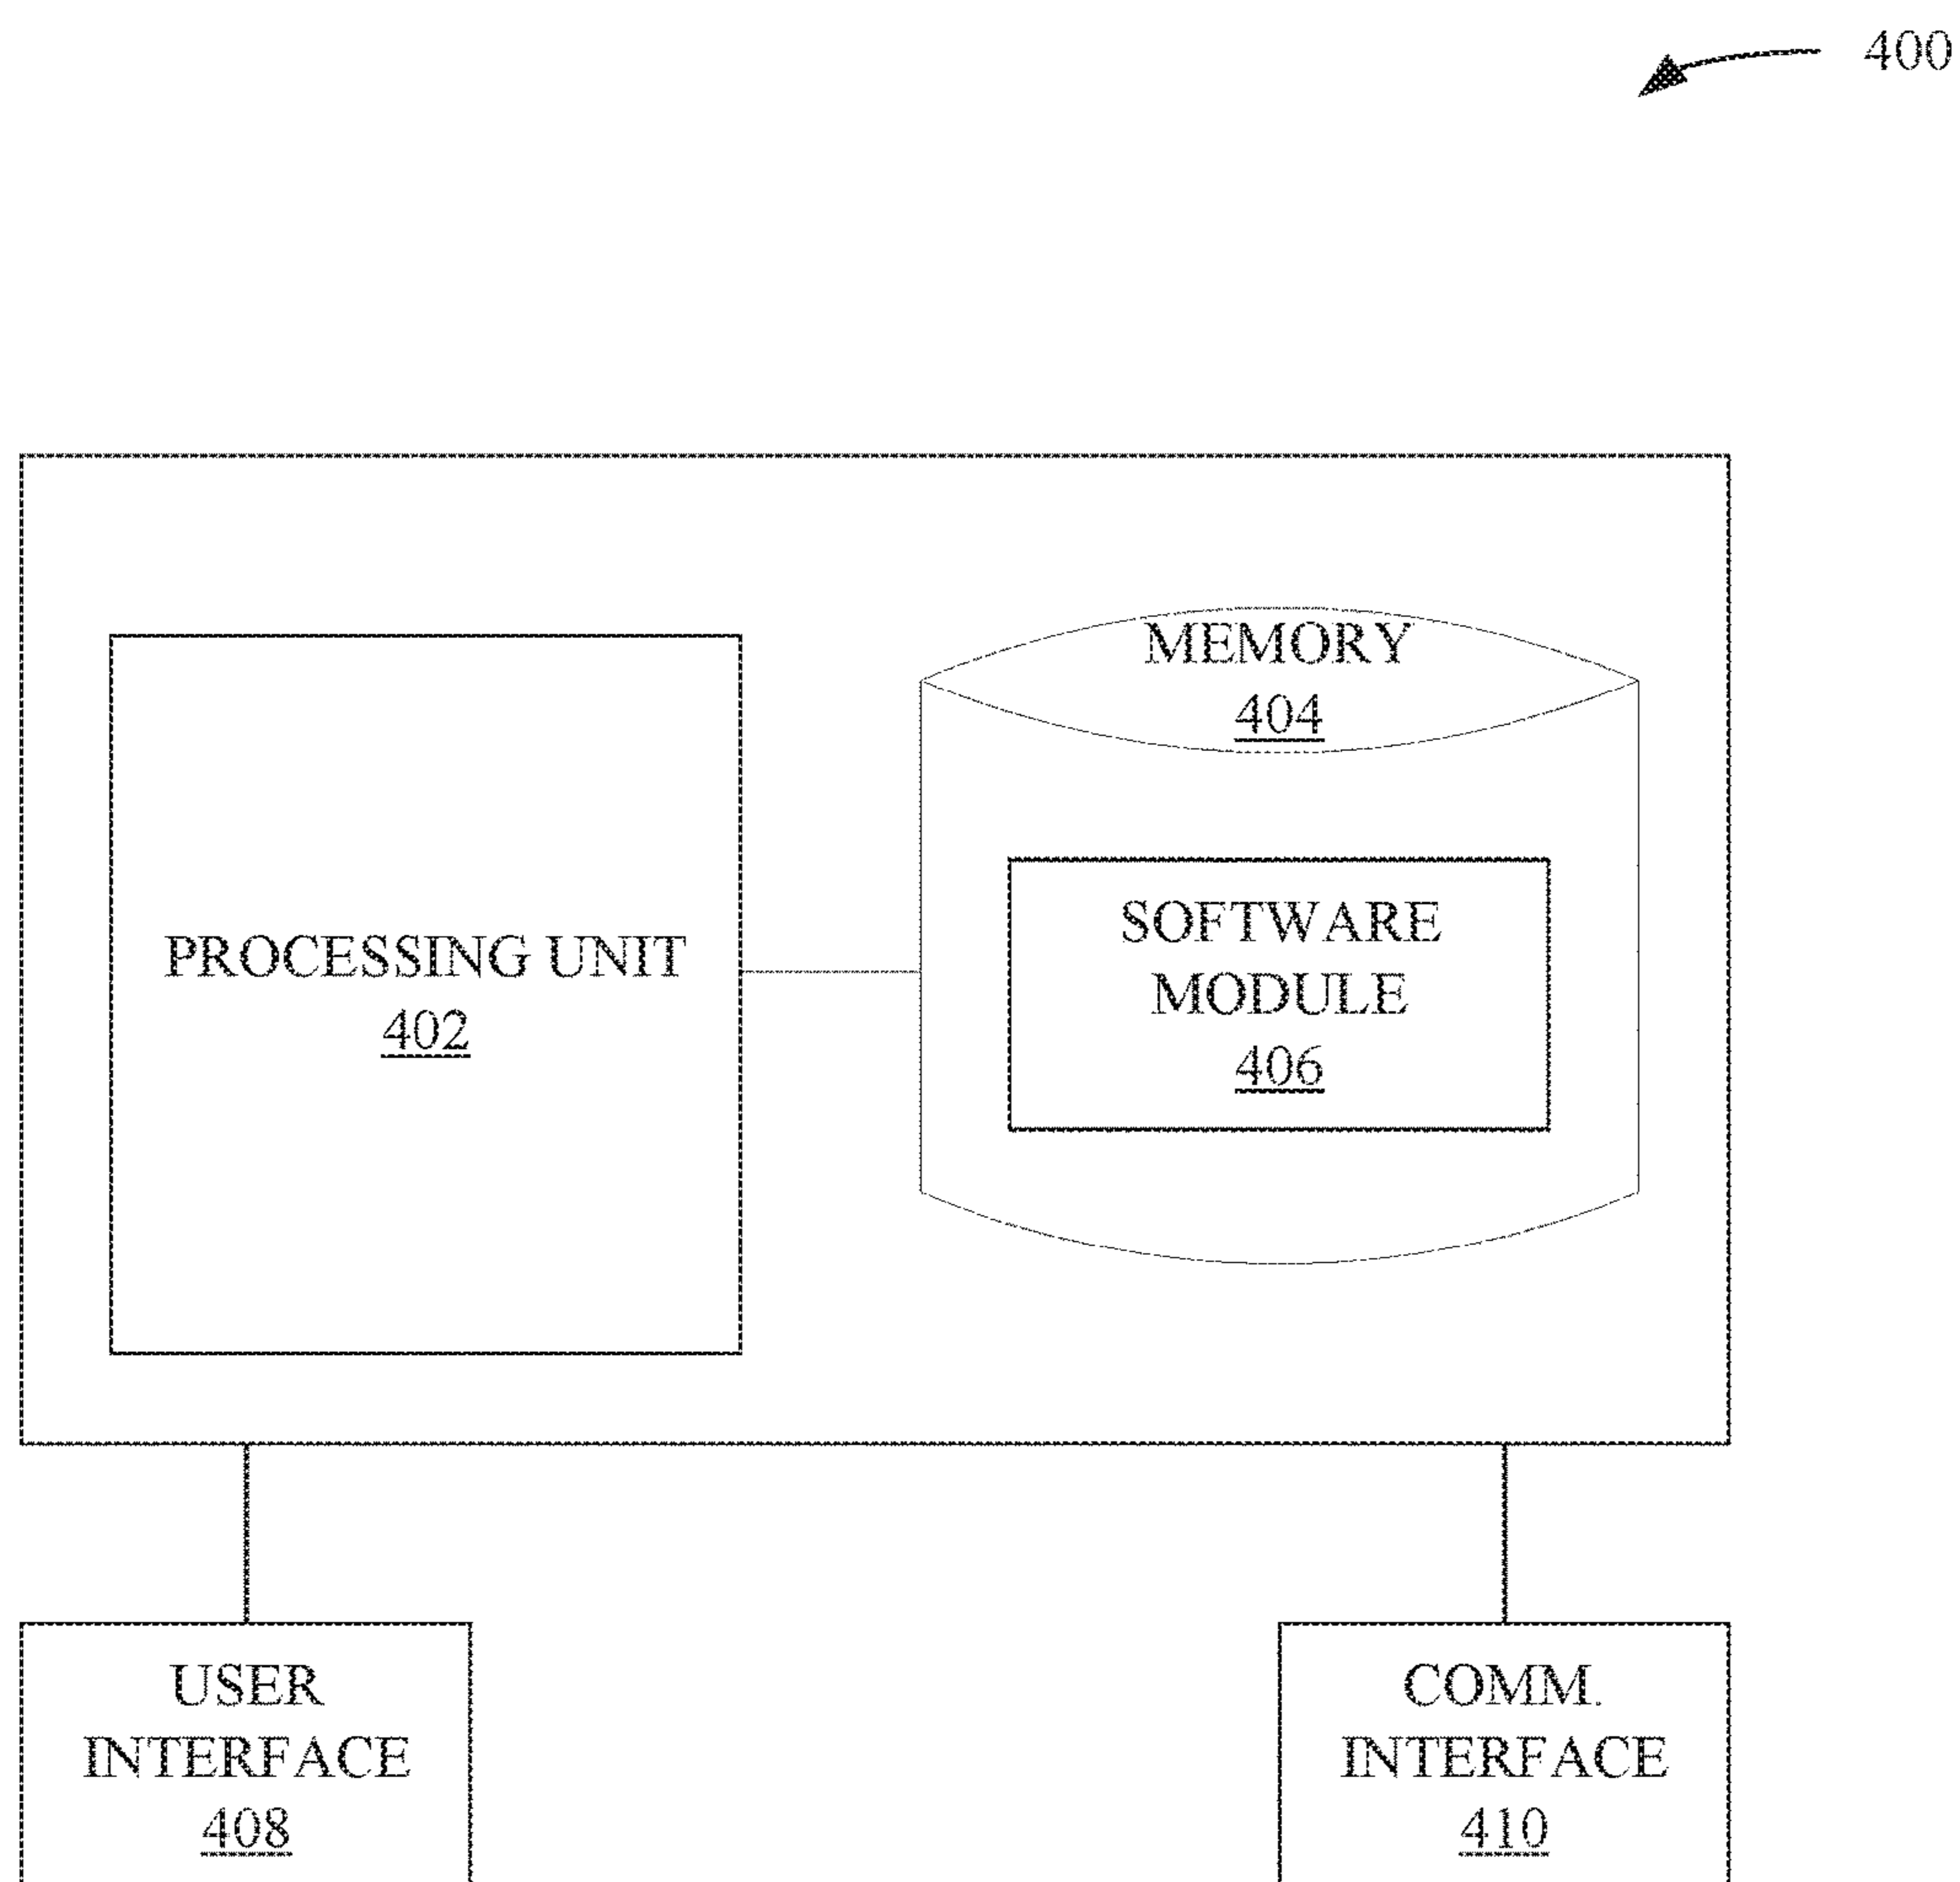 400
MEMORY
404
PROCESSING UNIT
402
SOFTWARE
MODULE
406
USER
INTERFACE
408
COMM.
INTERFACE
410